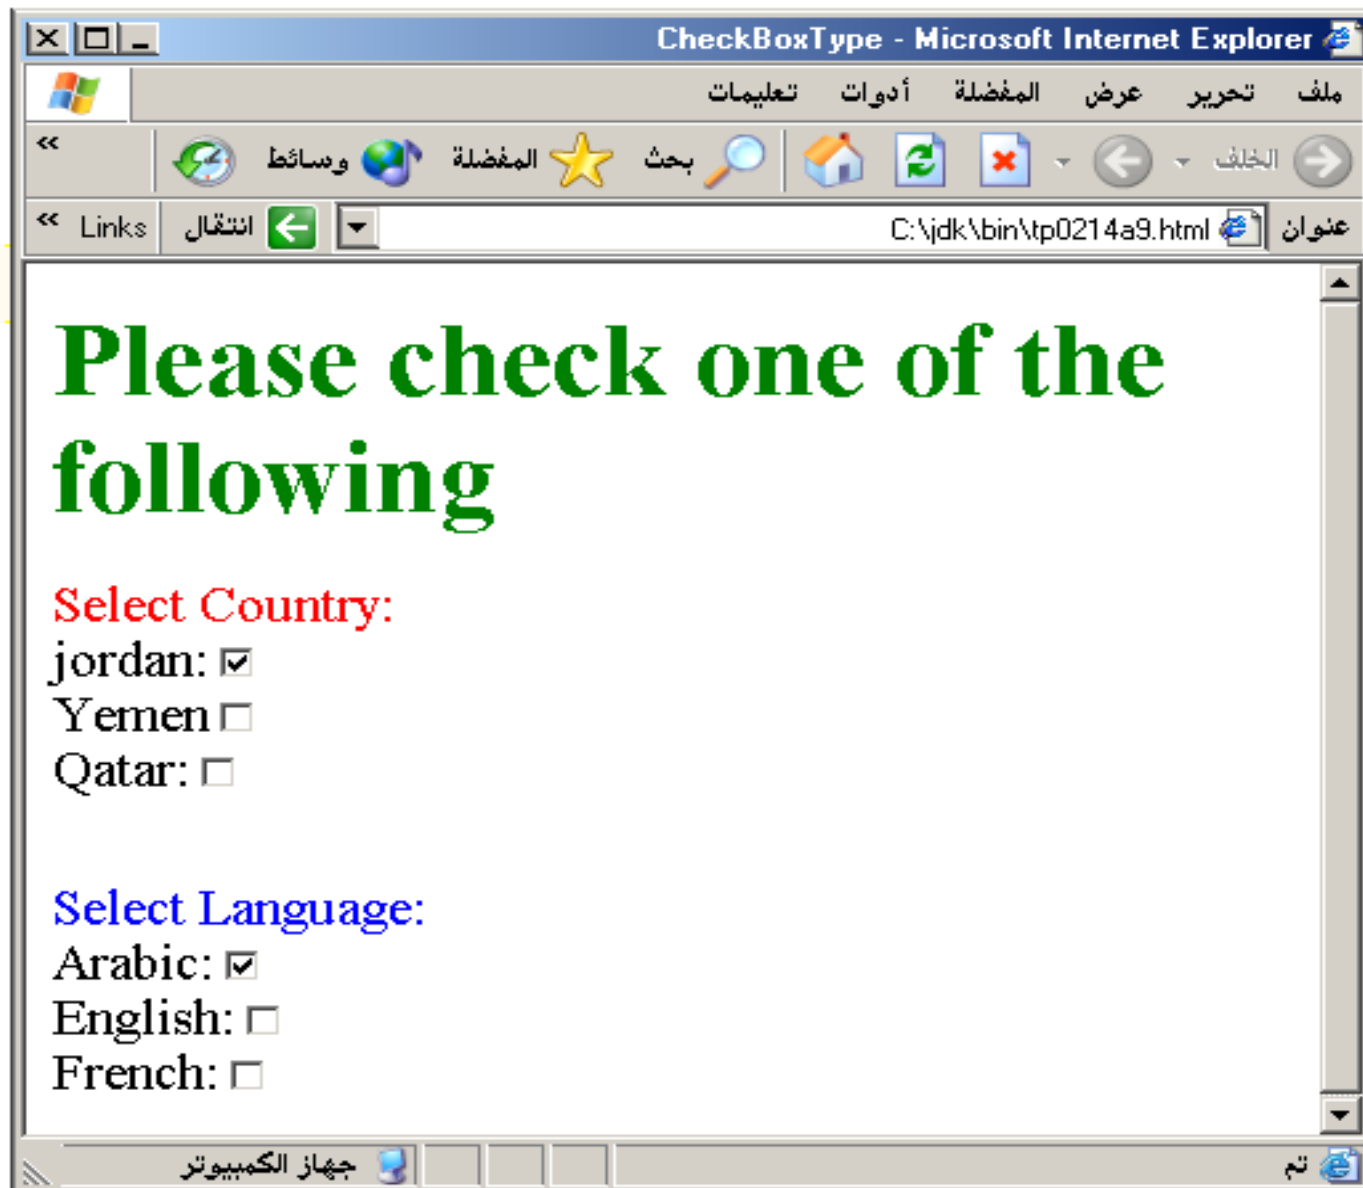 CheckBoxType - Microsoft Internet Explorer
ملف تحرير عرض المفضلة أدوات تعليمات
الخلف بحث المفضلة وسائط »
عنوان C:\jdk\bin\tp0214a9.html انتقال Links »
Please check one of the
following
Select Country:
jordan:
Yemen
Qatar:
Select Language:
Arabic:
English:
French:
تم جهاز الكمبيوتر